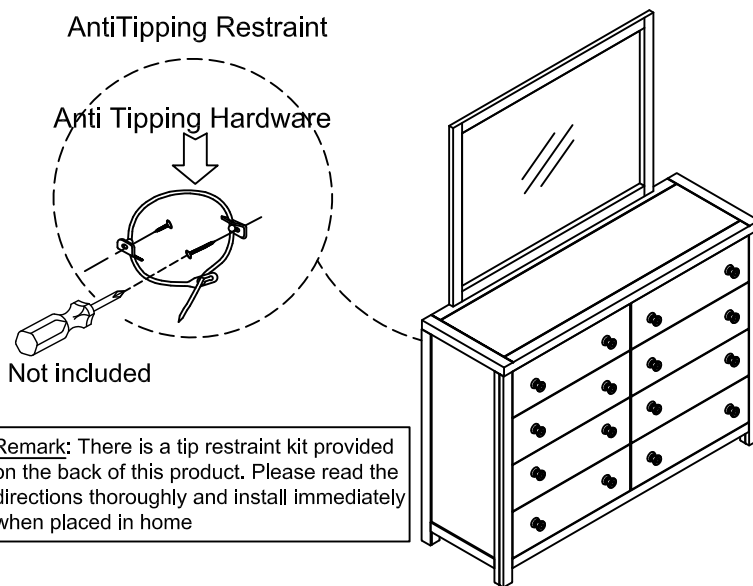 AntiTipping Restraint
Anti Tipping Hardware
Not included
Remark: There is a tip restraint kit provided
on the back of this product. Please read the
directions thoroughly and install immediately
when placed in home